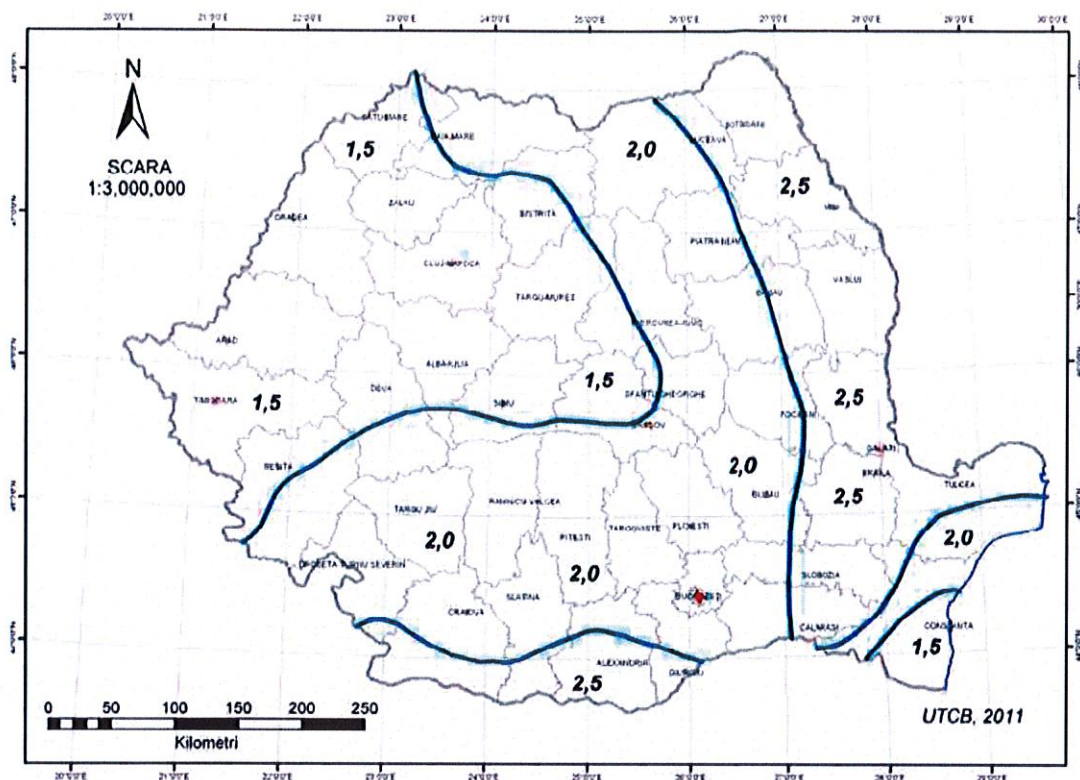 N
SCARA
1:3,000,000
SATU MARE
BAIA MARE
BOTOSANI
SUCEAVA
1,5
2,0
2,5
ZALAU
ORADEA
BISTRITA
IASI
PIATRA NEAMT
CLUJ-NAPOCA
TARGU-MURES
BACAU
VASLUI
MIERCUREA-CIUC
ARAD
ALBA-IULIA
DEVA
SIBIU
1,5
SFANTU GHEORGHE
TIMISOARA
1,5
2,5
FOCSANI
BRASOV
GALATI
RESITA
2,0
BUZAU
BRAILA
2,5
TULCEA
TARGU JIU
RAMNICU VALCEA
2,0
PITESTI
TARGOVISTE
PLOIESTI
2,0
DROBETA-TURNU SEVERIN
2,0
SLOBOZIA
CRAIOVA
SLATINA
BUCURESTI
CALARASI
CONSTANTA
1,5
ALEXANDRIA
GIURGIU
2,5
0 50 100 150 200 250
Kilometri
UTCB, 2011